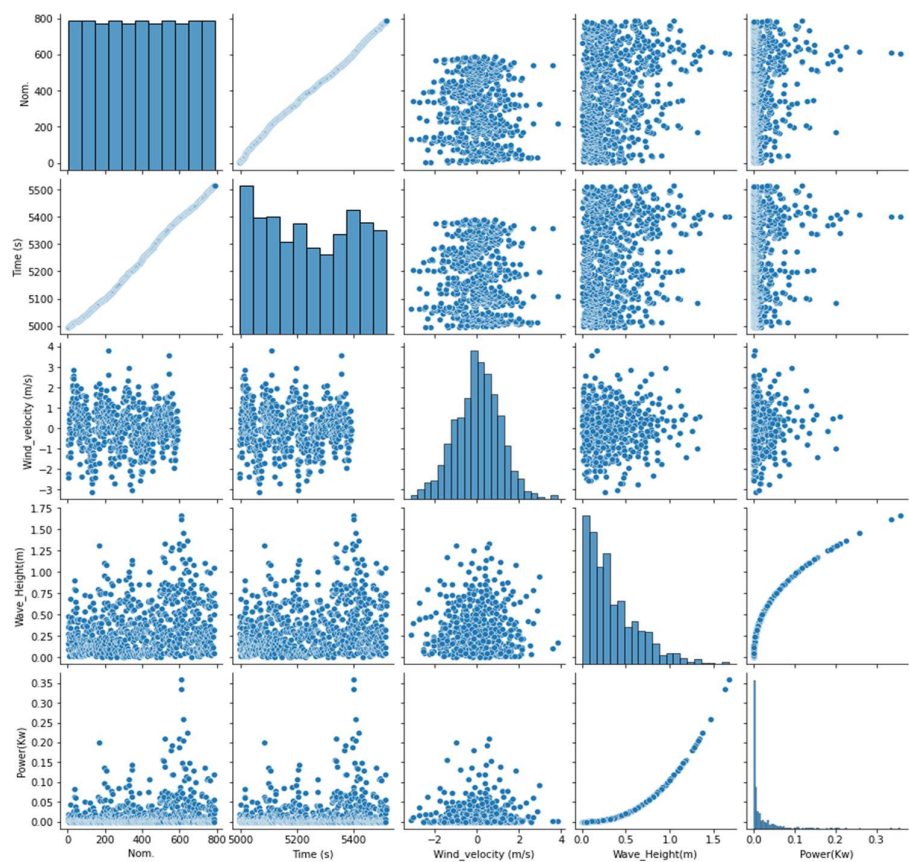 800
600
400
200
0
Nom.
5500
5400
5300
5200
5100
5000
Time (s)
4
3
2
1
0
−1
−2
−3
Wind_velocity (m/s)
1.75
1.50
1.25
1.00
0.75
0.50
0.25
0.00
Wave_Height(m)
0.35
0.30
0.25
0.20
0.15
0.10
0.05
0.00
Power(Kw)
0 200 400 600 800
5000 5200 5400
−2 0 2 4
0.0 0.5 1.0 1.5
0.0 0.1 0.2 0.3
Nom.
Time (s)
Wind_velocity (m/s)
Wave_Height(m)
Power(Kw)